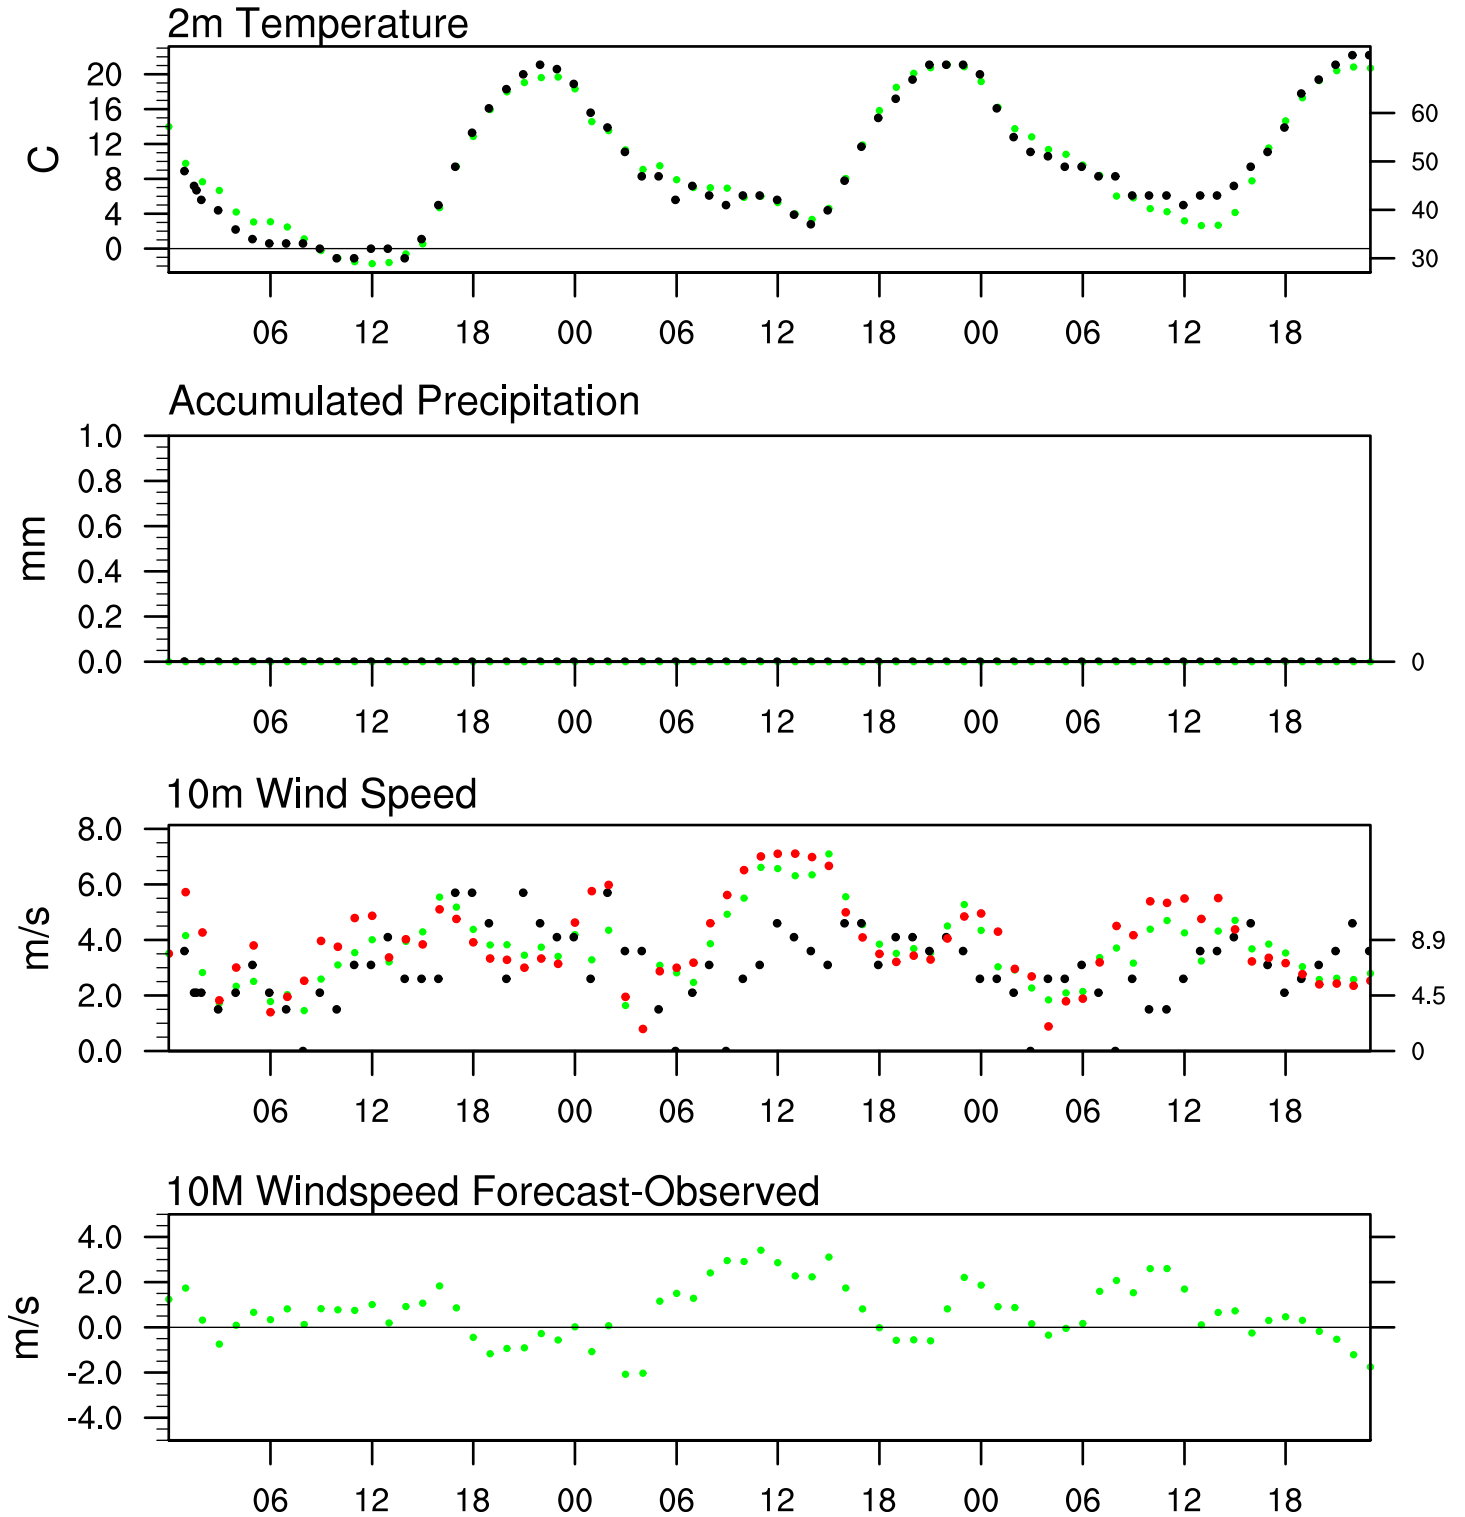 2m Temperature
20
16
12
8
4
0
C
60
50
40
30
06 12 18 00 06 12 18 00 06 12 18
Accumulated Precipitation
1.0
0.8
0.6
0.4
0.2
0.0
mm
0
06 12 18 00 06 12 18 00 06 12 18
10m Wind Speed
8.0
6.0
4.0
2.0
0.0
m/s
8.9
4.5
0
06 12 18 00 06 12 18 00 06 12 18
10M Windspeed Forecast-Observed
4.0
2.0
0.0
-2.0
-4.0
m/s
06 12 18 00 06 12 18 00 06 12 18